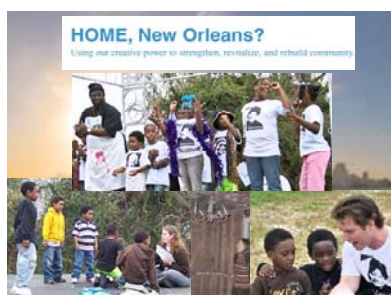 HOME, New Orleans?
Using our creative power to strengthen, revitalize, and rebuild community.